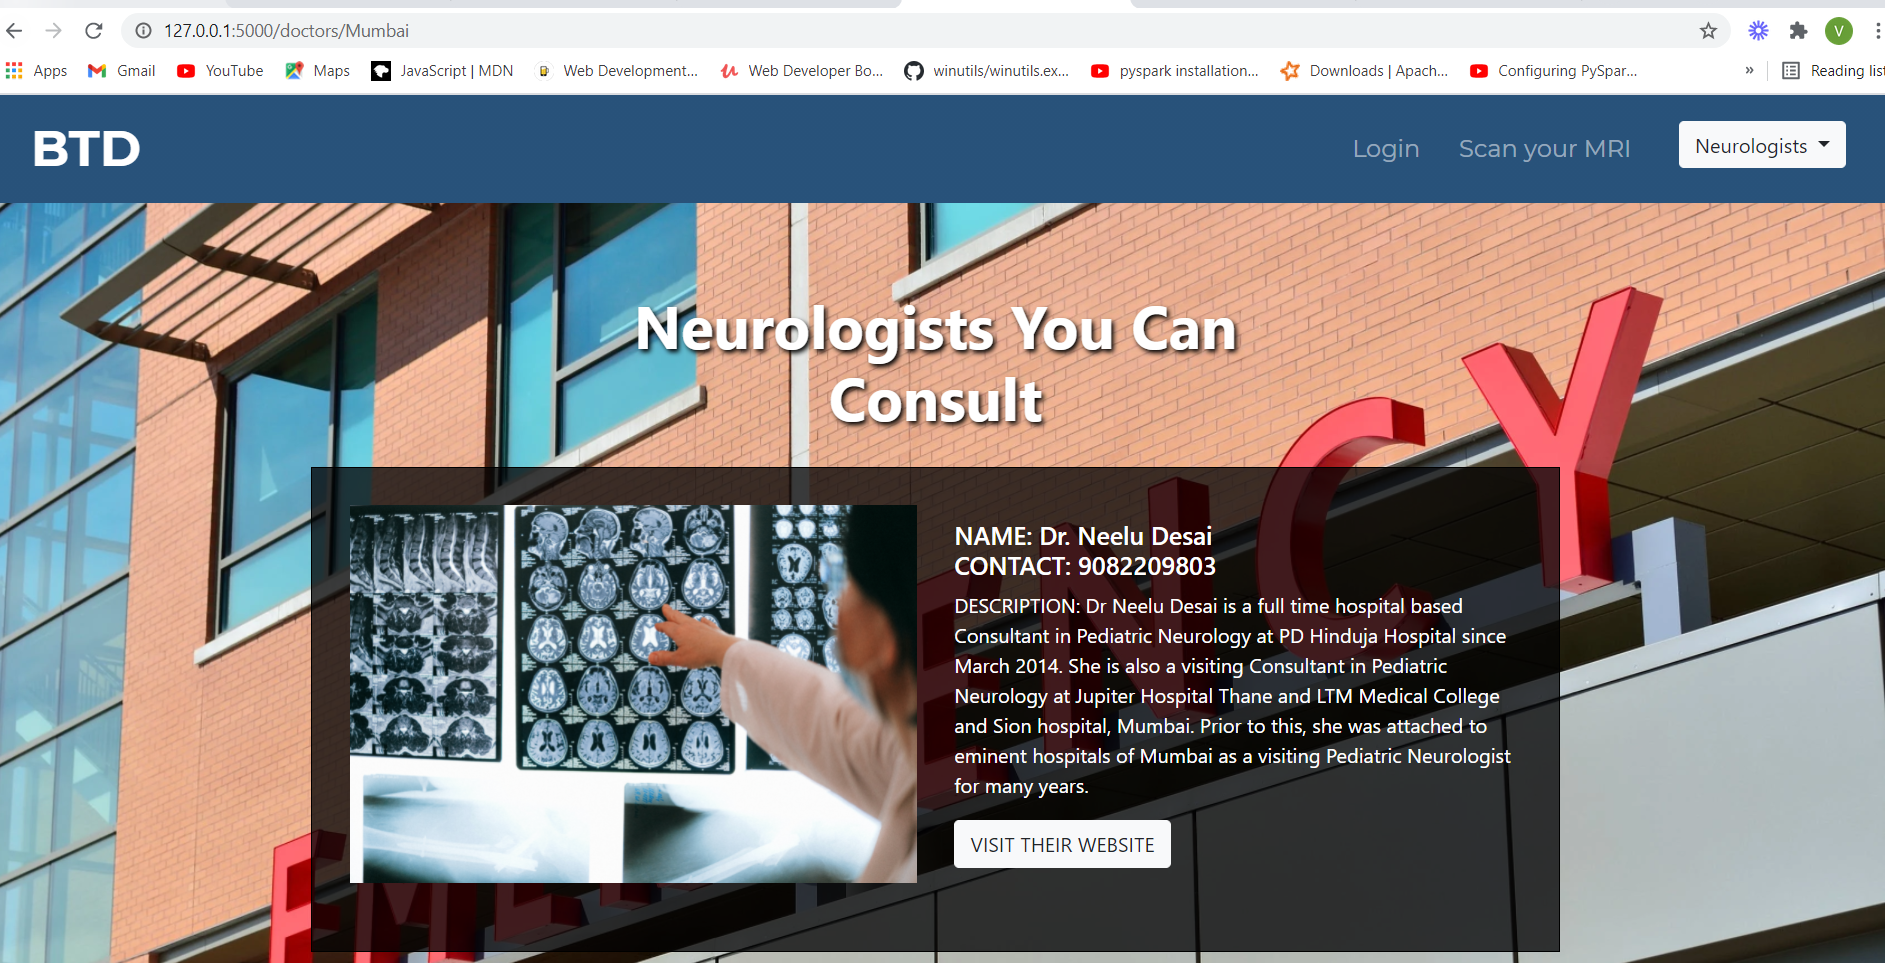 127.0.0.1:5000/doctors/Mumbai
V
Apps Gmail YouTube Maps JavaScript | MDN Web Development... Web Developer Bo... winutils/winutils.ex... pyspark installation... Downloads | Apach... Configuring PySpar... » Reading list
BTD
Login Scan your MRI Neurologists
Neurologists You Can
Consult
NAME: Dr. Neelu Desai
CONTACT: 9082209803
DESCRIPTION: Dr Neelu Desai is a full time hospital based
Consultant in Pediatric Neurology at PD Hinduja Hospital since
March 2014. She is also a visiting Consultant in Pediatric
Neurology at Jupiter Hospital Thane and LTM Medical College
and Sion hospital, Mumbai. Prior to this, she was attached to
eminent hospitals of Mumbai as a visiting Pediatric Neurologist
for many years.
VISIT THEIR WEBSITE
EMERGENCY